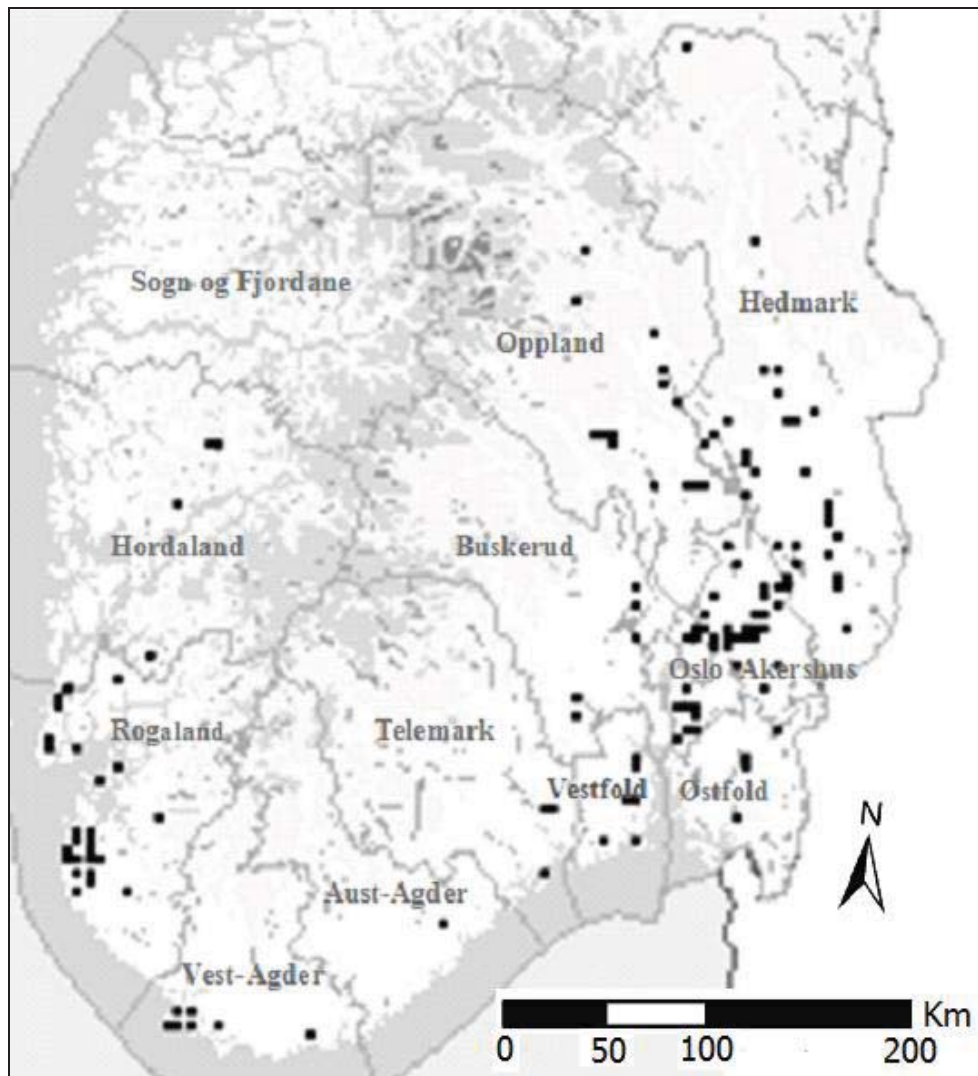 Sogn og Fjordane
Hedmark
Oppland
Hordaland
Buskerud
Oslo Akershus
Rogaland
Telemark
Vestfold
Østfold
N
Aust-Agder
Vest-Agder
Km
0 50 100 200